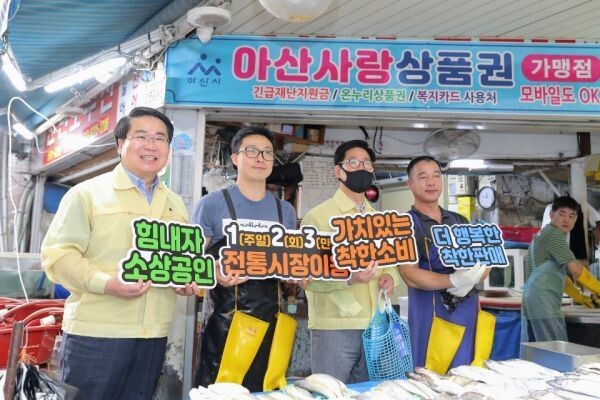 아산시
아산사랑상품권
가맹점
긴급재난지원금 / 온누리상품권 / 복지카드 사용처
모바일도 OK
힘내자
소상공인
1(주일)2(회)3(만
전통시장이용
가치있는
착한소비
더 행복한
착한판매